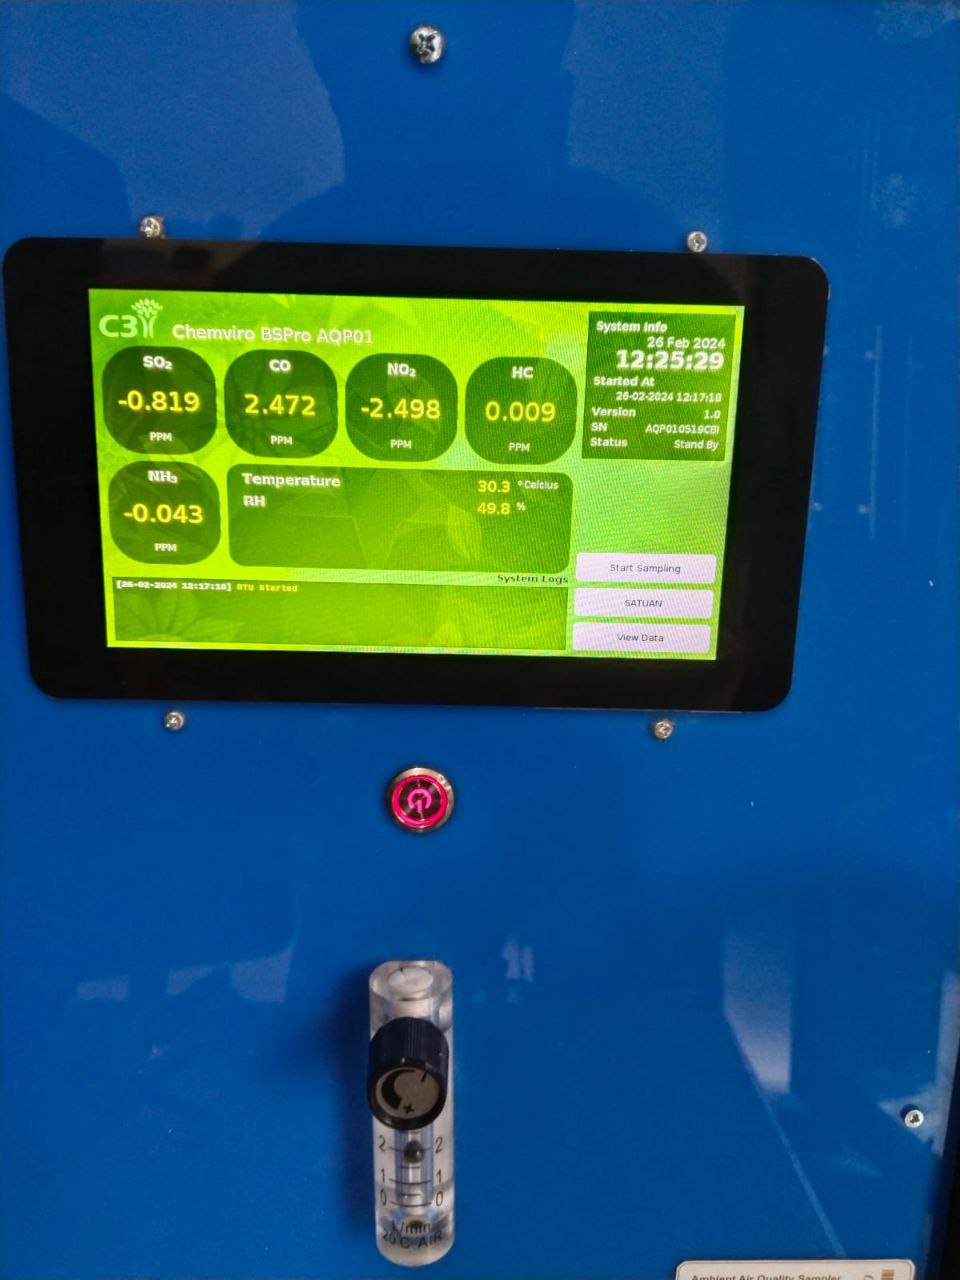 C3
Chemviro BSPro AQP01
SO₂
-0.819
PPM
CO
2.472
PPM
NO₂
-2.498
PPM
HC
0.009
PPM
NH₃
-0.043
PPM
Temperature 30.3 ° Celcius
RH 49.8 %
System Info
26 Feb 2024
12:25:29
Started At
26-02-2024 12:17:18
Version 1.0
SN AQP010519CBI
Status Stand By
System Logs
[26-02-2024 12:17:18] RTU Started
Start Sampling
SATUAN
View Data
+
2 2
1 1
0 0
L/min
20°C AIR
Ambient Air Quality Sampler